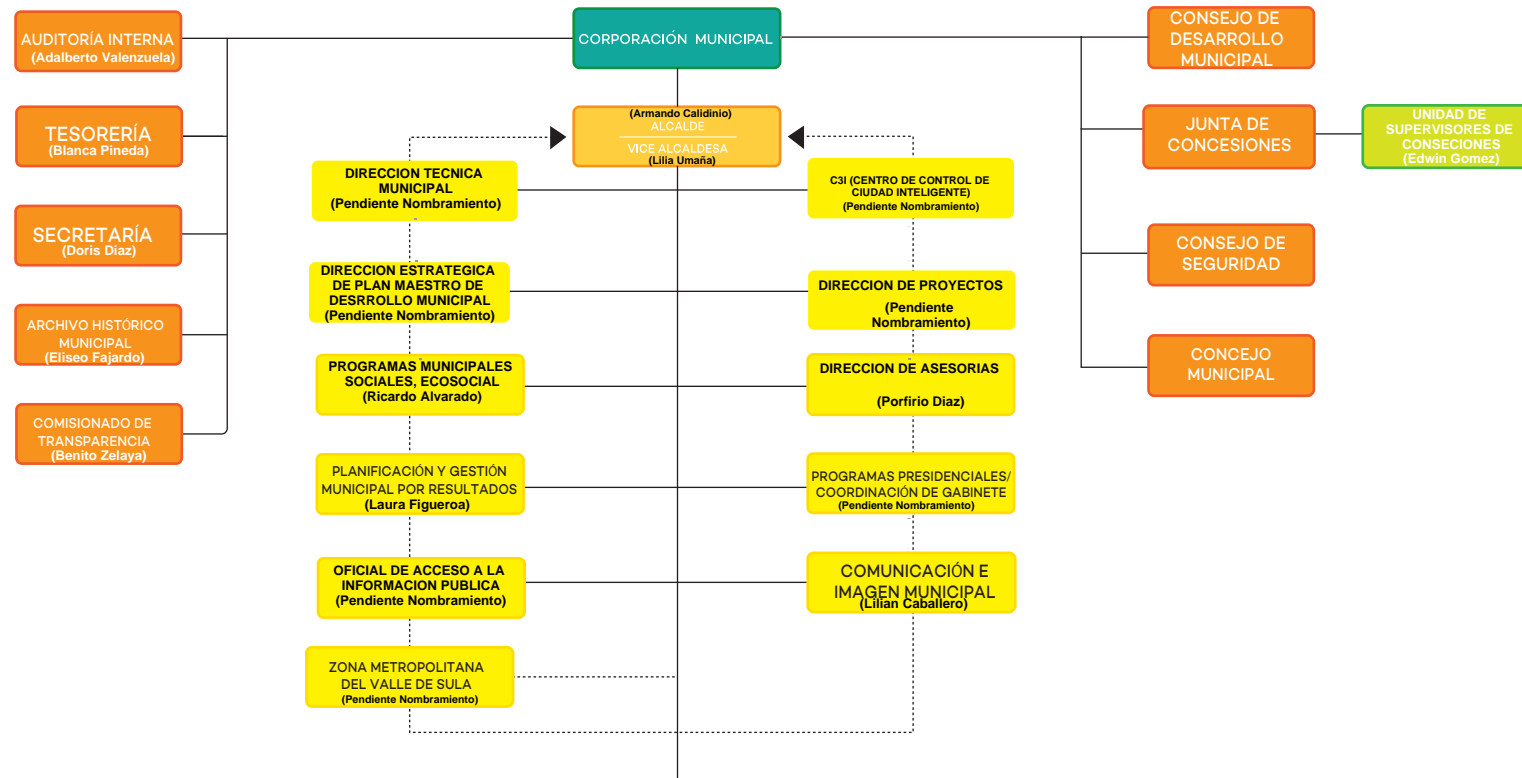 AUDITORÍA INTERNA
(Adalberto Valenzuela)
TESORERÍA
(Blanca Pineda)
SECRETARÍA
(Doris Diaz)
ARCHIVO HISTÓRICO
MUNICIPAL
(Eliseo Fajardo)
COMISIONADO DE
TRANSPARENCIA
(Benito Zelaya)
CORPORACIÓN MUNICIPAL
(Armando Calidinio)
ALCALDE
VICE ALCALDESA
(Lilia Umaña)
DIRECCION TECNICA
MUNICIPAL
(Pendiente Nombramiento)
DIRECCION ESTRATEGICA
DE PLAN MAESTRO DE
DESRROLLO MUNICIPAL
(Pendiente Nombramiento)
PROGRAMAS MUNICIPALES
SOCIALES, ECOSOCIAL
(Ricardo Alvarado)
PLANIFICACIÓN Y GESTIÓN
MUNICIPAL POR RESULTADOS
(Laura Figueroa)
OFICIAL DE ACCESO A LA
INFORMACION PUBLICA
(Pendiente Nombramiento)
ZONA METROPOLITANA
DEL VALLE DE SULA
(Pendiente Nombramiento)
C3I (CENTRO DE CONTROL DE
CIUDAD INTELIGENTE)
(Pendiente Nombramiento)
DIRECCION DE PROYECTOS
(Pendiente
Nombramiento)
DIRECCION DE ASESORIAS
(Porfirio Diaz)
PROGRAMAS PRESIDENCIALES/
COORDINACIÓN DE GABINETE
(Pendiente Nombramiento)
COMUNICACIÓN E
IMAGEN MUNICIPAL
(Lilian Caballero)
CONSEJO DE
DESARROLLO
MUNICIPAL
JUNTA DE
CONCESIONES
UNIDAD DE
SUPERVISORES DE
CONSECIONES
(Edwin Gomez)
CONSEJO DE
SEGURIDAD
CONCEJO
MUNICIPAL